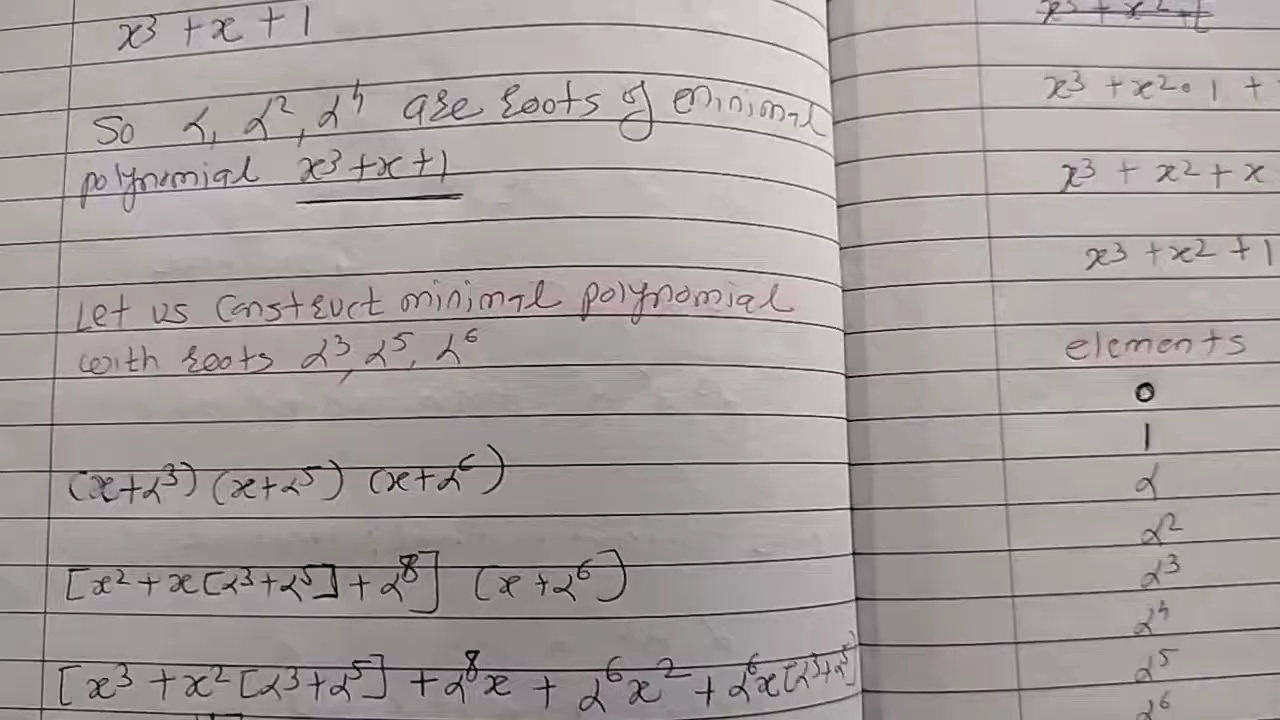 x³ + x + 1
So α, α², α⁴ are roots of minimal
polynomial x³ + x + 1
Let us construct minimal polynomial
with roots α³, α⁵, α⁶
(x+α³) (x+α⁵) (x+α⁶)
[x² + x[α³+α⁵] + α⁸] (x+α⁶)
[x³ + x²[α³+α⁵] + α⁸x + α⁶x² + α⁶x[α³+α⁵]
x³ + x²·1 +
x³ + x² + x
x³ + x² + 1
elements
0
1
α
α²
α³
α⁴
α⁵
α⁶